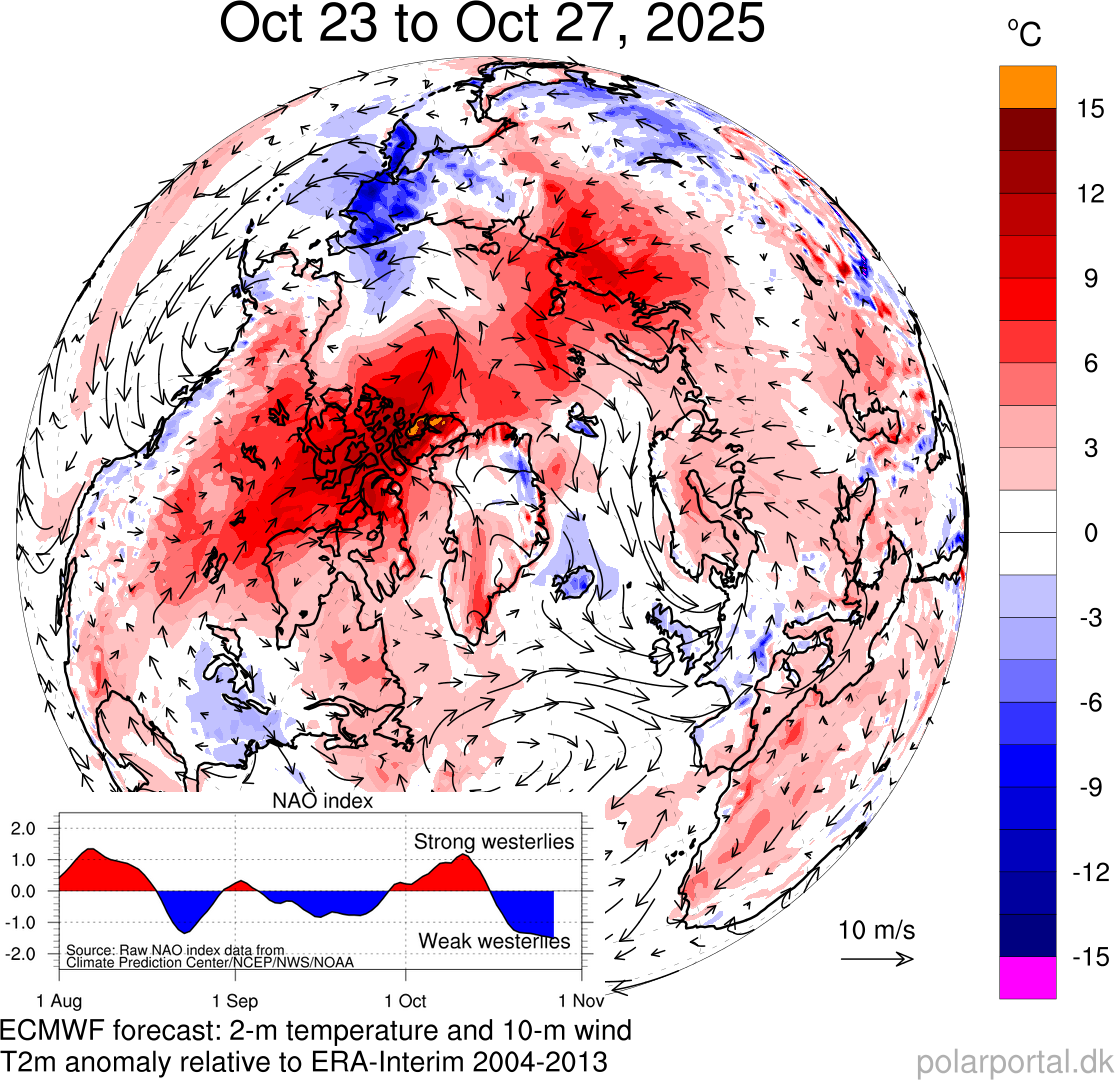 Oct 23 to Oct 27, 2025
oC
15
12
9
6
3
0
-3
-6
-9
-12
-15
NAO index
2.0
1.0
0.0
-1.0
-2.0
Strong westerlies
Weak westerlies
Source: Raw NAO index data from
Climate Prediction Center/NCEP/NWS/NOAA
1 Aug
1 Sep
1 Oct
1 Nov
10 m/s
ECMWF forecast: 2-m temperature and 10-m wind
T2m anomaly relative to ERA-Interim 2004-2013
polarportal.dk